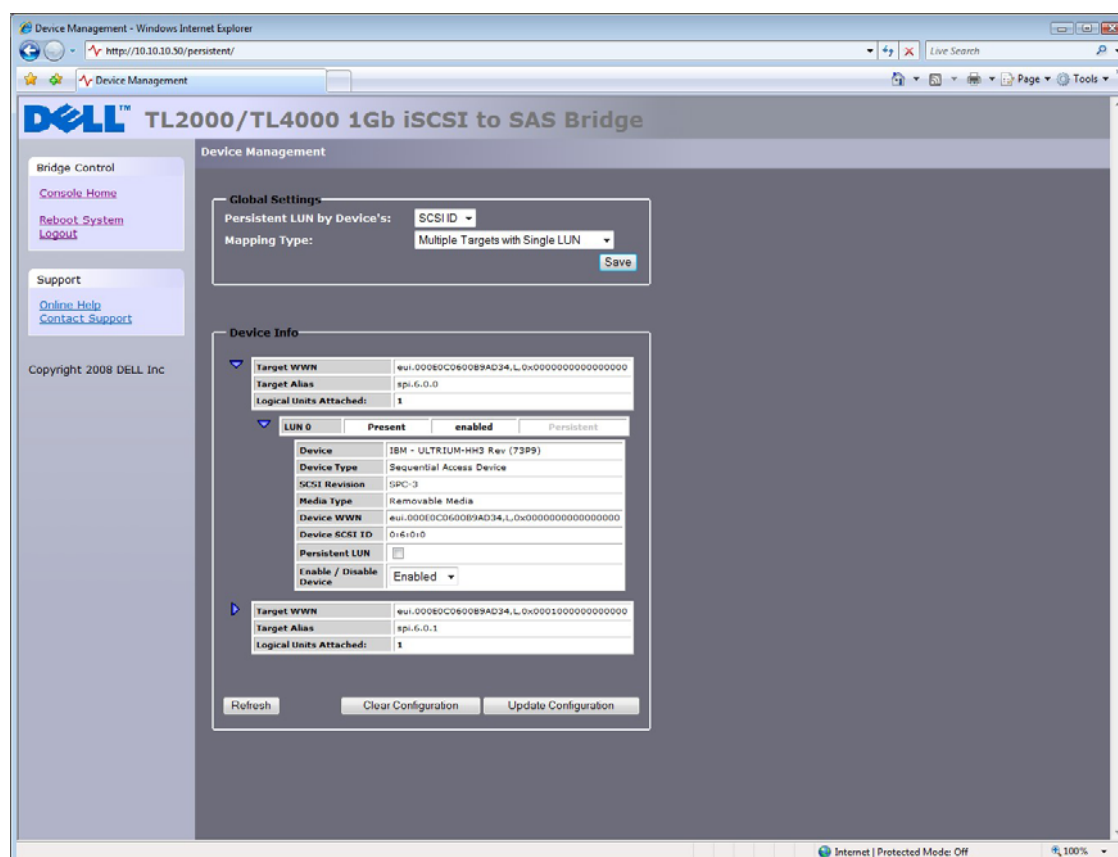 Device Management - Windows Internet Explorer
http://10.10.10.50/persistent/
Live Search
Device Management
Page
Tools
DELL™ TL2000/TL4000 1Gb iSCSI to SAS Bridge
Device Management
Bridge Control
Console Home
Reboot System
Logout
Support
Online Help
Contact Support
Copyright 2008 DELL Inc
Global Settings
Persistent LUN by Device's: SCSI ID
Mapping Type: Multiple Targets with Single LUN
Save
Device Info
Target WWN eui.000E0C0600B9AD34,L,0x0000000000000000
Target Alias spi.6.0.0
Logical Units Attached: 1
LUN 0 Present enabled Persistent
Device IBM - ULTRIUM-HH3 Rev (73P9)
Device Type Sequential Access Device
SCSI Revision SPC-3
Media Type Removable Media
Device WWN eui.000E0C0600B9AD34,L,0x0000000000000000
Device SCSI ID 0:6:0:0
Persistent LUN
Enable / Disable Device Enabled
Target WWN eui.000E0C0600B9AD34,L,0x0001000000000000
Target Alias spi.6.0.1
Logical Units Attached: 1
Refresh Clear Configuration Update Configuration
Internet | Protected Mode: Off 100%